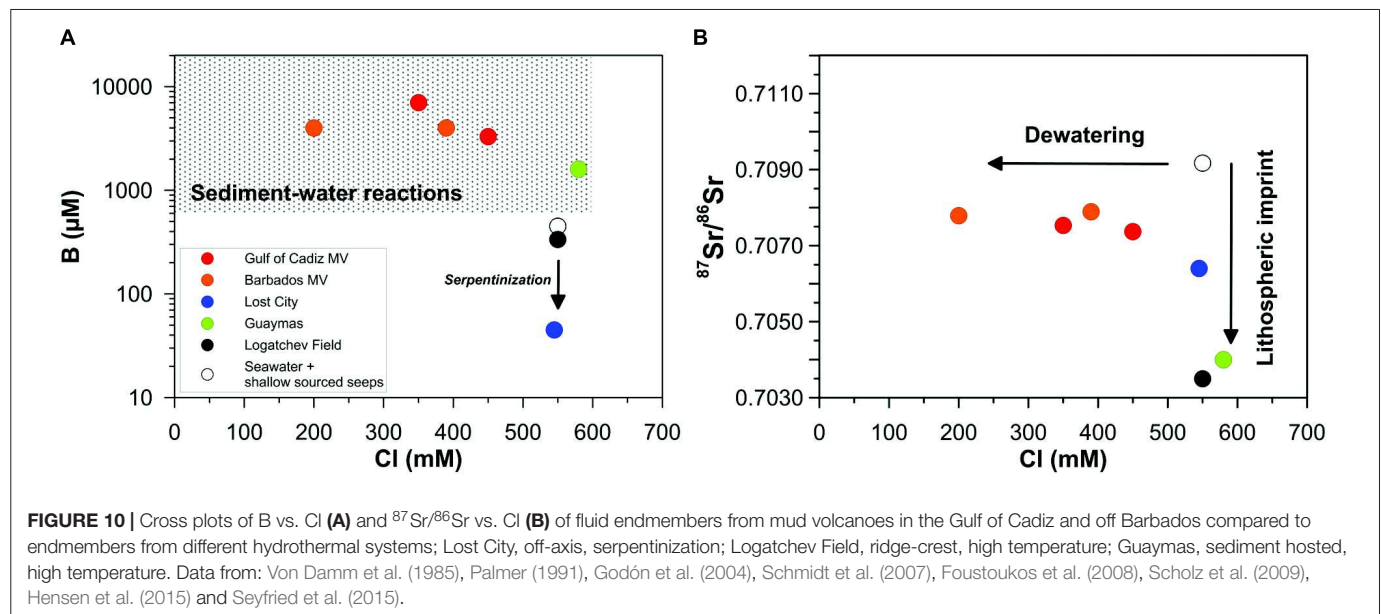 A
B (µM)
10000
1000
100
10
Sediment-water reactions
Serpentinization
Gulf of Cadiz MV
Barbados MV
Lost City
Guaymas
Logatchev Field
Seawater +
shallow sourced seeps
0 100 200 300 400 500 600 700
Cl (mM)
B
87Sr/86Sr
0.7110
0.7090
0.7070
0.7050
0.7030
Dewatering
Lithospheric imprint
0 100 200 300 400 500 600 700
Cl (mM)
FIGURE 10 | Cross plots of B vs. Cl (A) and 87Sr/86Sr vs. Cl (B) of fluid endmembers from mud volcanoes in the Gulf of Cadiz and off Barbados compared to
endmembers from different hydrothermal systems; Lost City, off-axis, serpentinization; Logatchev Field, ridge-crest, high temperature; Guaymas, sediment hosted,
high temperature. Data from: Von Damm et al. (1985), Palmer (1991), Godón et al. (2004), Schmidt et al. (2007), Foustoukos et al. (2008), Scholz et al. (2009),
Hensen et al. (2015) and Seyfried et al. (2015).